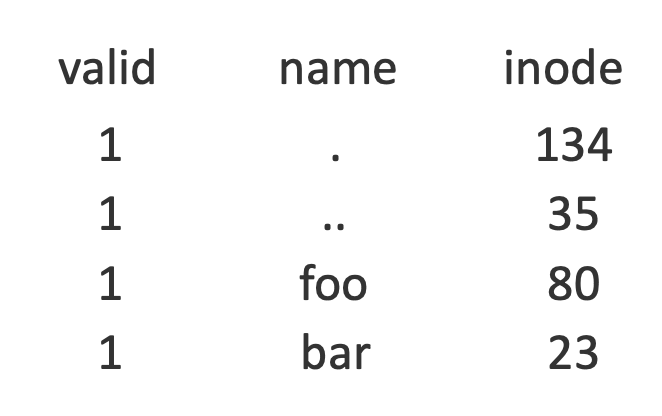 valid name inode
1 . 134
1 .. 35
1 foo 80
1 bar 23